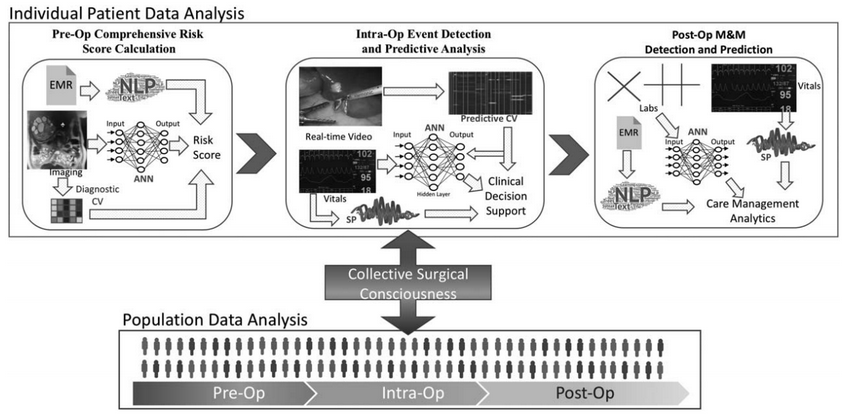 Individual Patient Data Analysis
Pre-Op Comprehensive Risk
Score Calculation
EMR
NLP
Text
Input
Output
Imaging
ANN
Risk
Score
Diagnostic
CV
Intra-Op Event Detection
and Predictive Analysis
Real-time Video
Predictive CV
ANN
Input
Output
102
132/87
95
18
Vitals
Hidden Layer
SP
Clinical
Decision
Support
Post-Op M&M
Detection and Prediction
102
95
18
Vitals
Labs
EMR
ANN
Input
Output
SP
NLP
Text
Care Management
Analytics
Collective Surgical
Consciousness
Population Data Analysis
Pre-Op
Intra-Op
Post-Op